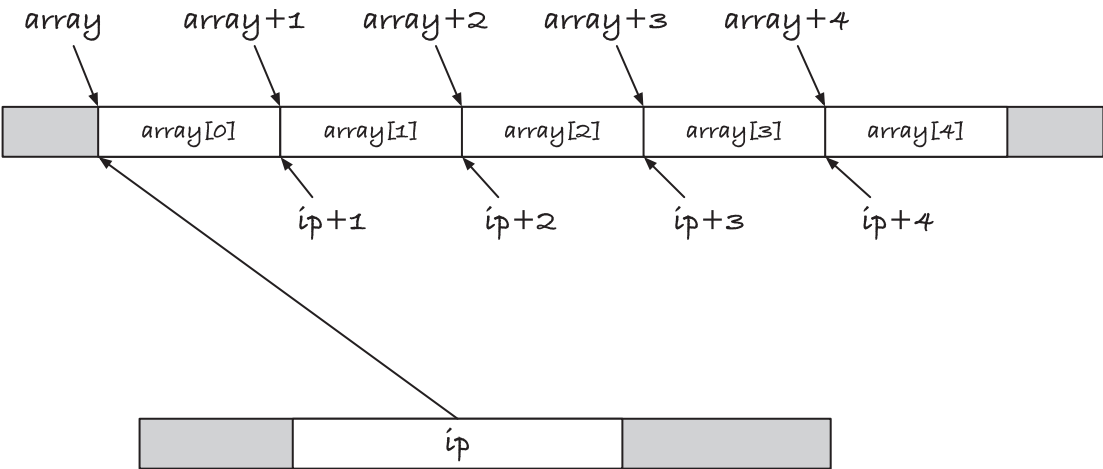 array array+1 array+2 array+3 array+4
array[0] array[1] array[2] array[3] array[4]
ip+1 ip+2 ip+3 ip+4
ip